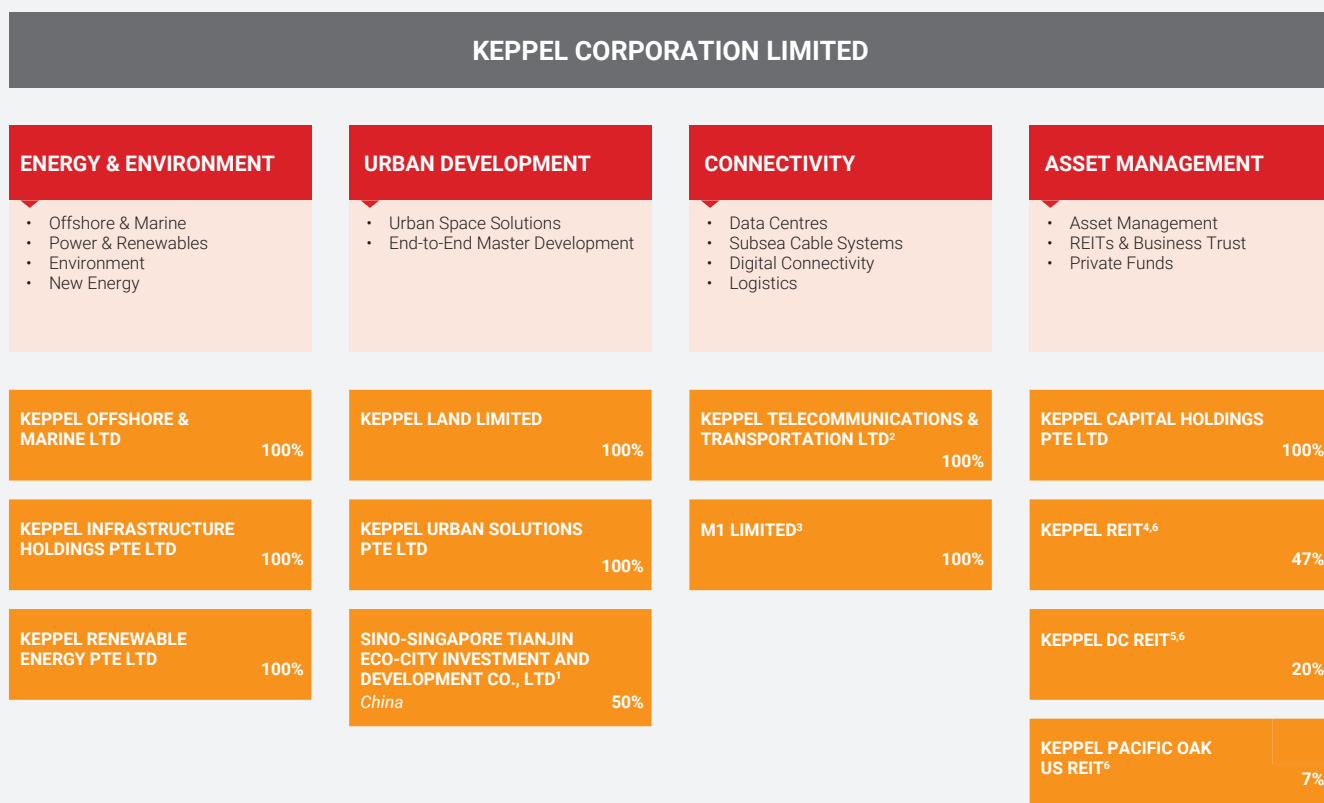 KEPPEL CORPORATION LIMITED
ENERGY & ENVIRONMENT
• Offshore & Marine
• Power & Renewables
• Environment
• New Energy
KEPPEL OFFSHORE &
MARINE LTD
100%
KEPPEL INFRASTRUCTURE
HOLDINGS PTE LTD
100%
KEPPEL RENEWABLE
ENERGY PTE LTD
100%
URBAN DEVELOPMENT
• Urban Space Solutions
• End-to-End Master Development
KEPPEL LAND LIMITED
100%
KEPPEL URBAN SOLUTIONS
PTE LTD
100%
SINO-SINGAPORE TIANJIN
ECO-CITY INVESTMENT AND
DEVELOPMENT CO., LTD¹
China 50%
CONNECTIVITY
• Data Centres
• Subsea Cable Systems
• Digital Connectivity
• Logistics
KEPPEL TELECOMMUNICATIONS &
TRANSPORTATION LTD²
100%
M1 LIMITED³
100%
ASSET MANAGEMENT
• Asset Management
• REITs & Business Trust
• Private Funds
KEPPEL CAPITAL HOLDINGS
PTE LTD
100%
KEPPEL REIT⁴,⁶
47%
KEPPEL DC REIT⁵,⁶
20%
KEPPEL PACIFIC OAK
US REIT⁶
7%